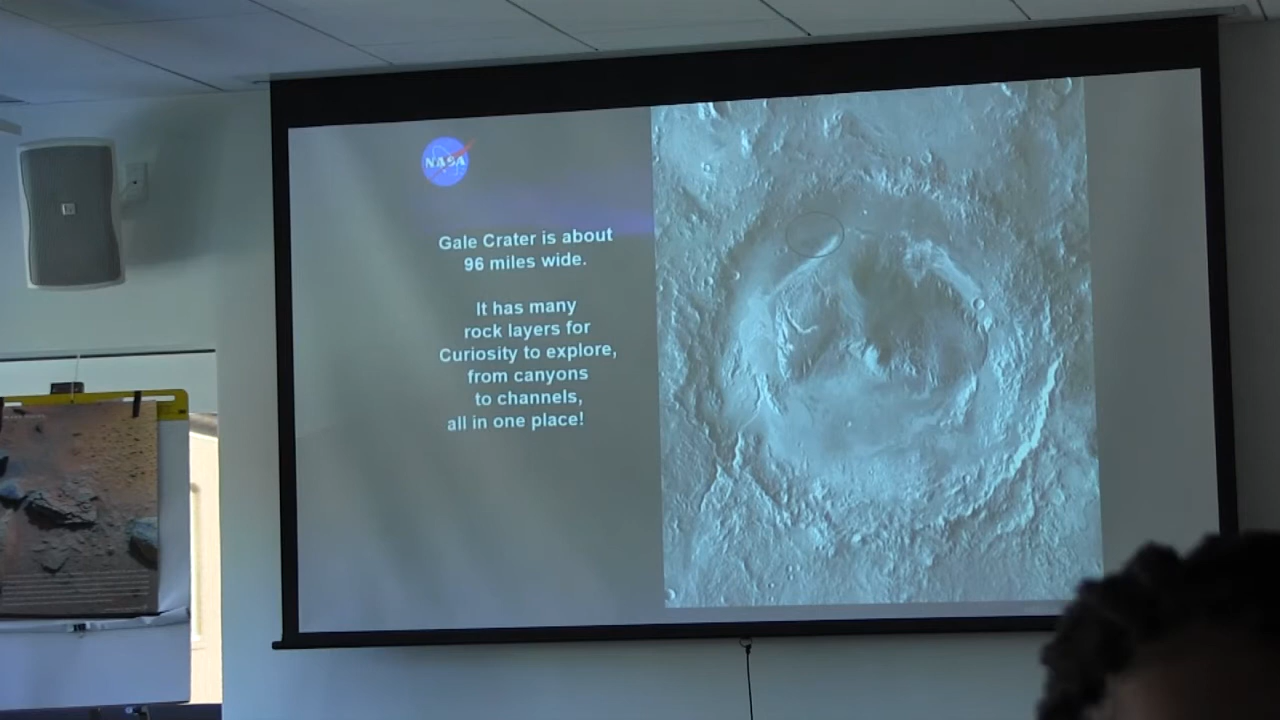 NASA
Gale Crater is about
96 miles wide.
It has many
rock layers for
Curiosity to explore,
from canyons
to channels,
all in one place!